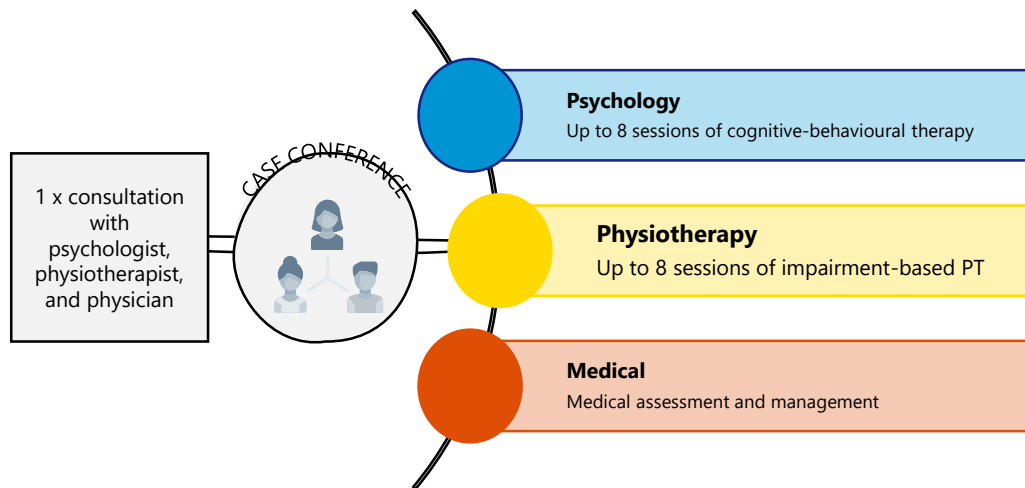 1 x consultation
with
psychologist,
physiotherapist,
and physician
CASE CONFERENCE
Psychology
Up to 8 sessions of cognitive-behavioural therapy
Physiotherapy
Up to 8 sessions of impairment-based PT
Medical
Medical assessment and management